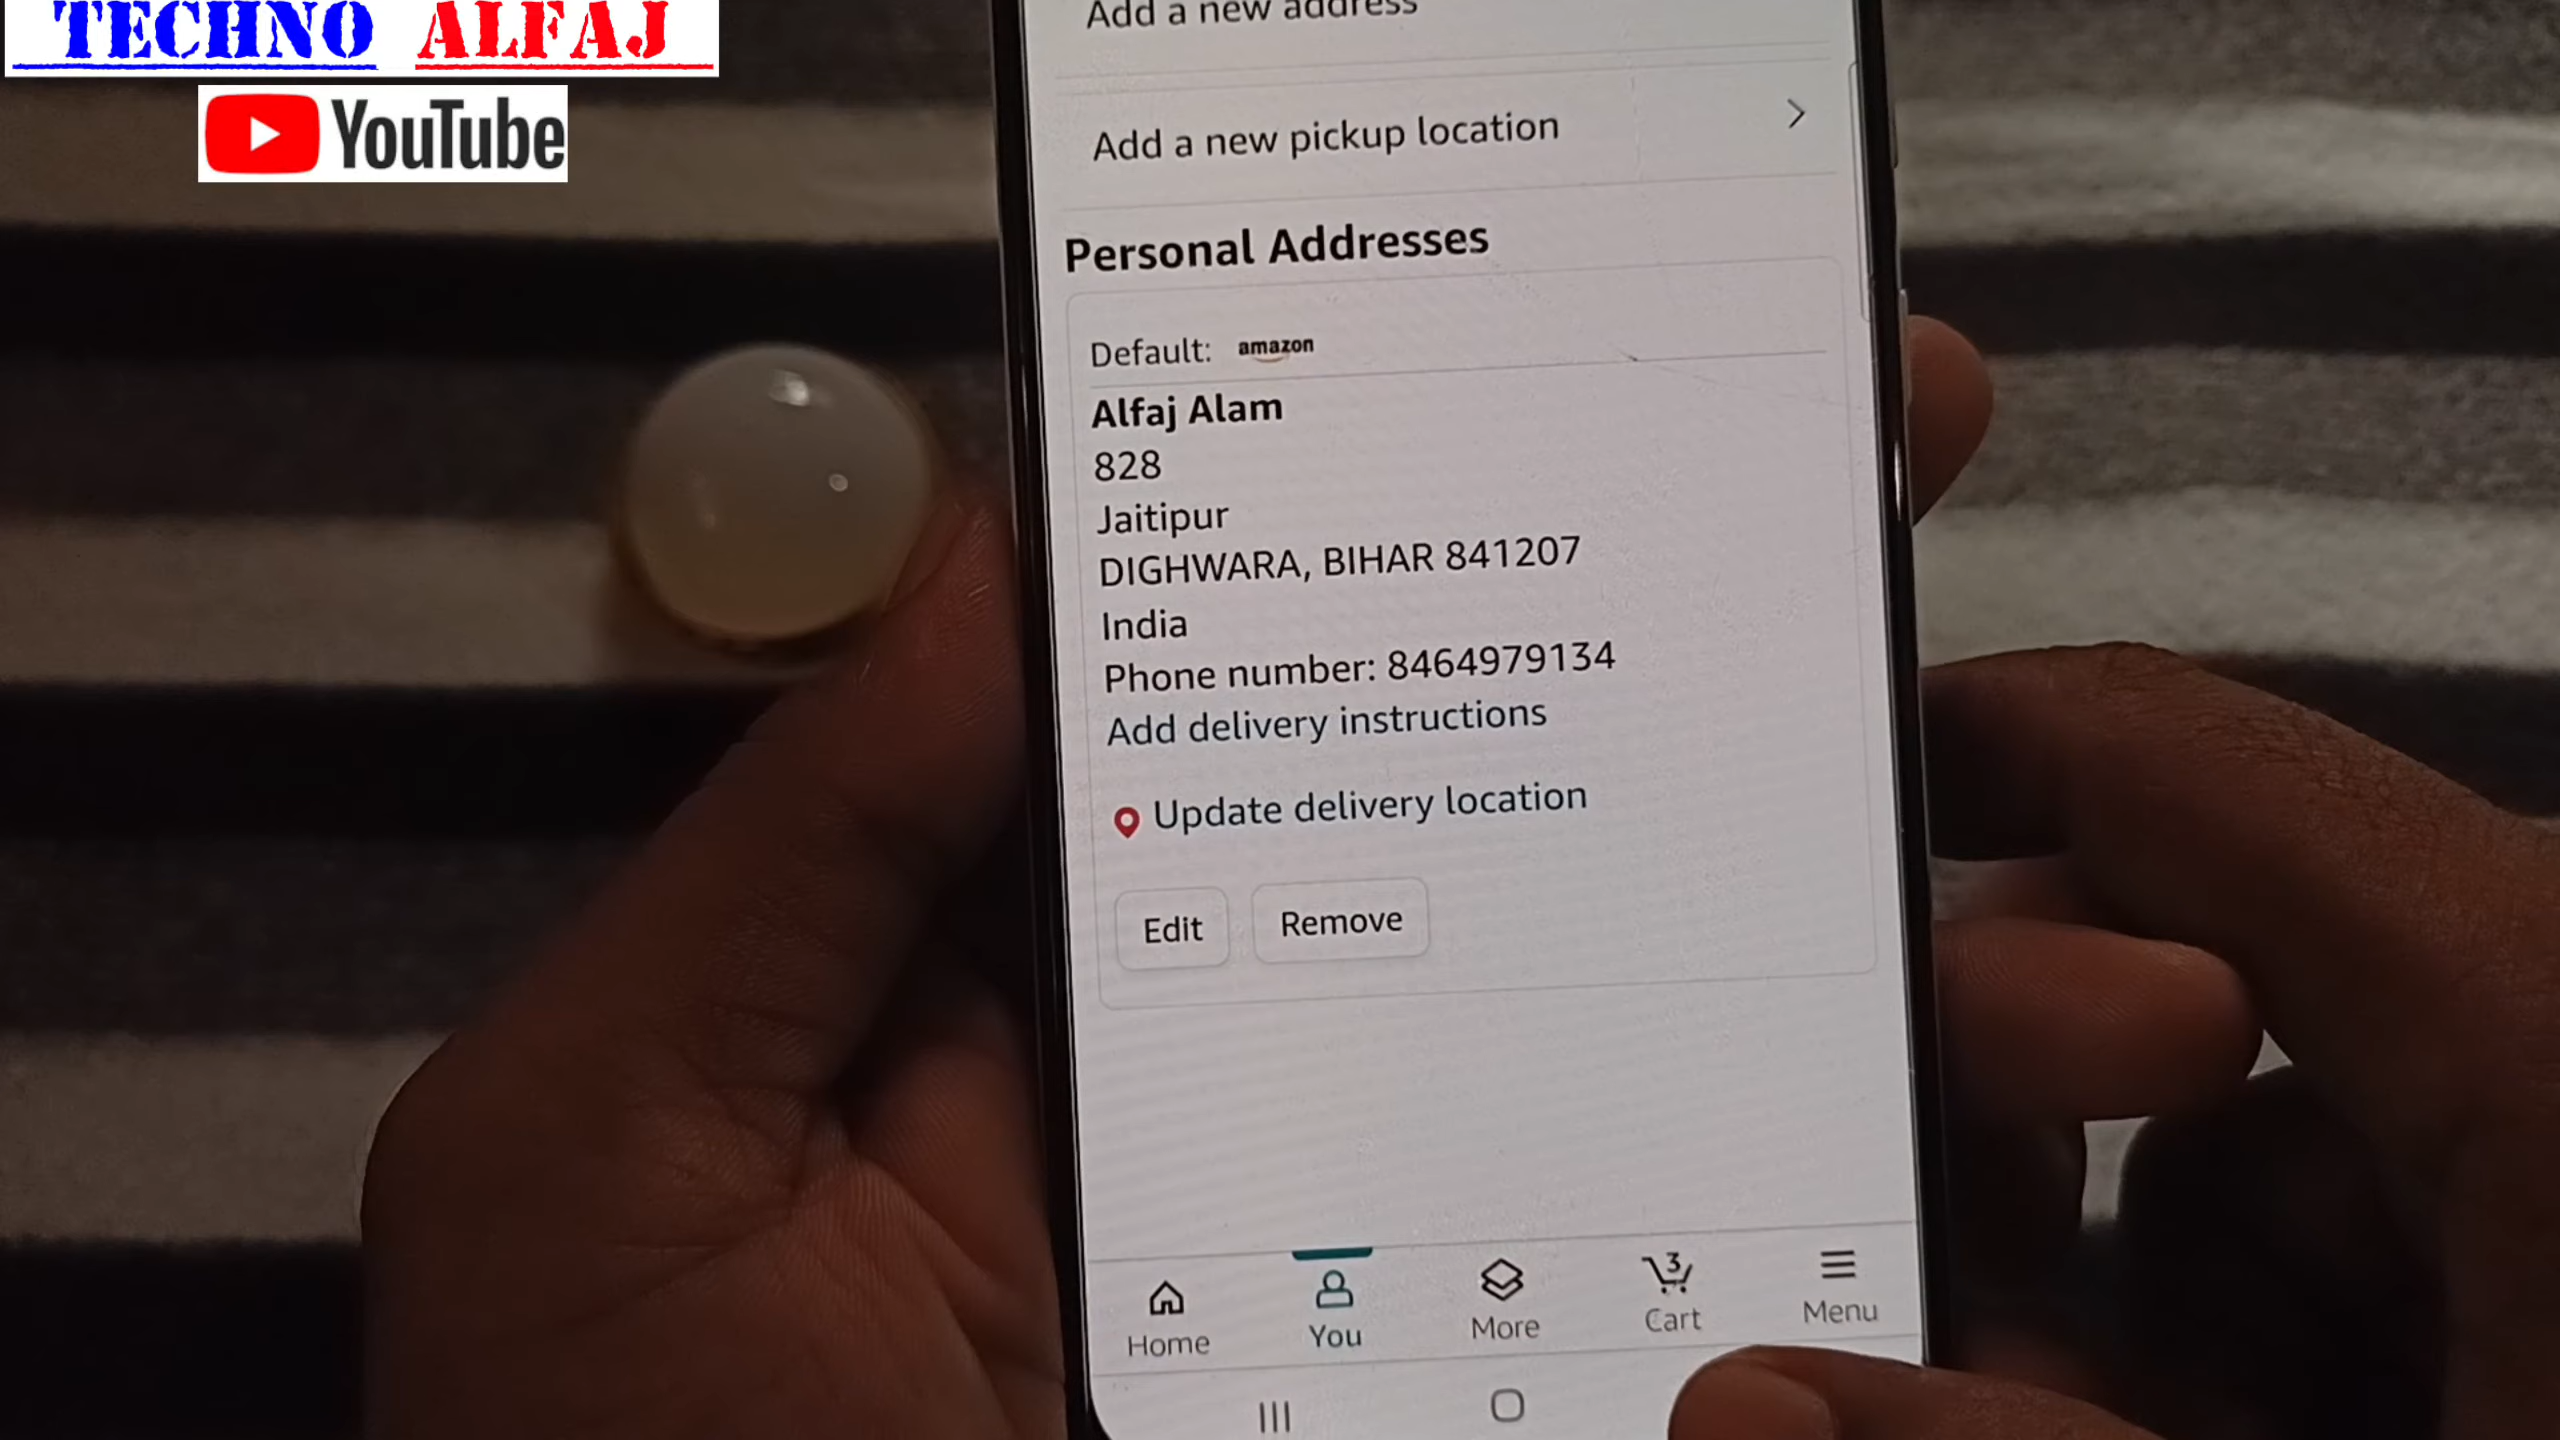 TECHNO ALFAJ
YouTube
Add a new address
Add a new pickup location
Personal Addresses
Default: amazon
Alfaj Alam
828
Jaitipur
DIGHWARA, BIHAR 841207
India
Phone number: 8464979134
Add delivery instructions
Update delivery location
Edit Remove
3
Home You More Cart Menu